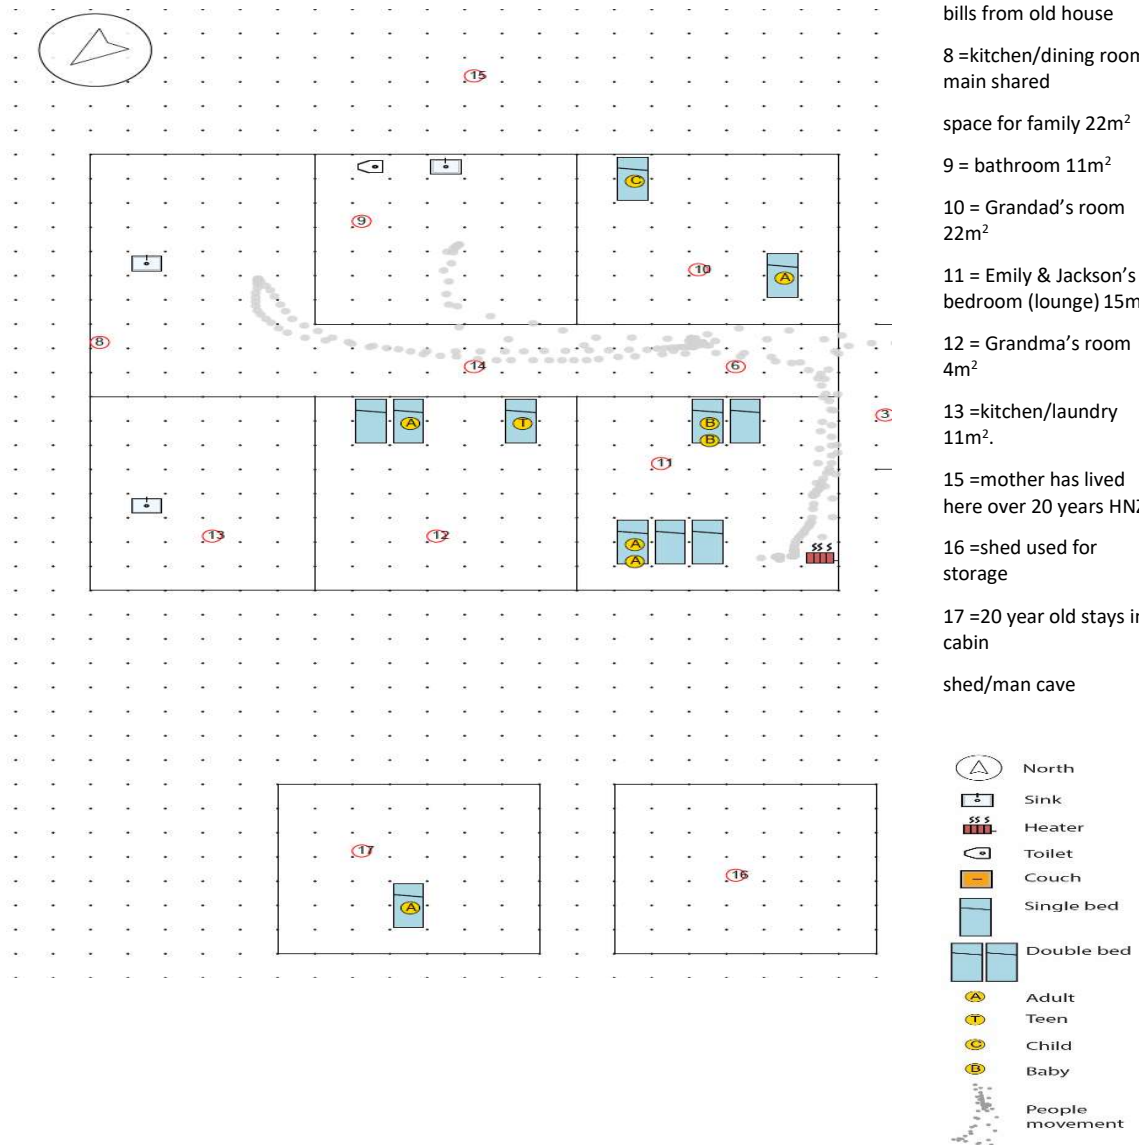 bills from old house
8 =kitchen/dining room
main shared
space for family 22m²
9 = bathroom 11m²
10 = Grandad's room
22m²
11 = Emily & Jackson's
bedroom (lounge) 15m
12 = Grandma's room
4m²
13 =kitchen/laundry
11m².
15 =mother has lived
here over 20 years HNZ
16 =shed used for
storage
17 =20 year old stays in
cabin
shed/man cave
15
C
9
10
A
8
14
6
A
T
B
B
3
11
13
12
A
A
17
A
16
North
Sink
Heater
Toilet
Couch
Single bed
Double bed
A Adult
T Teen
C Child
B Baby
People
movement